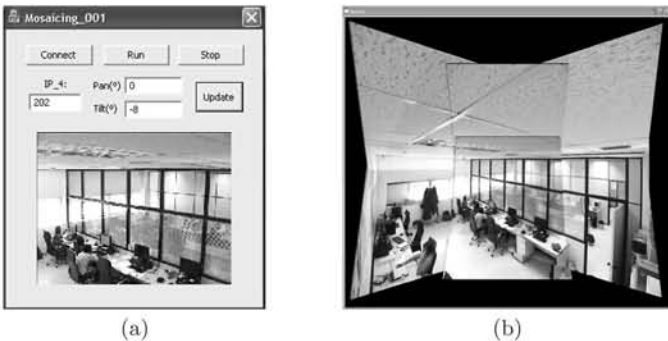 Mosaicing_001
Connect Run Stop
IP_4: Pan(º) 0
202 Update
Tilt(º) -8
(a) (b)